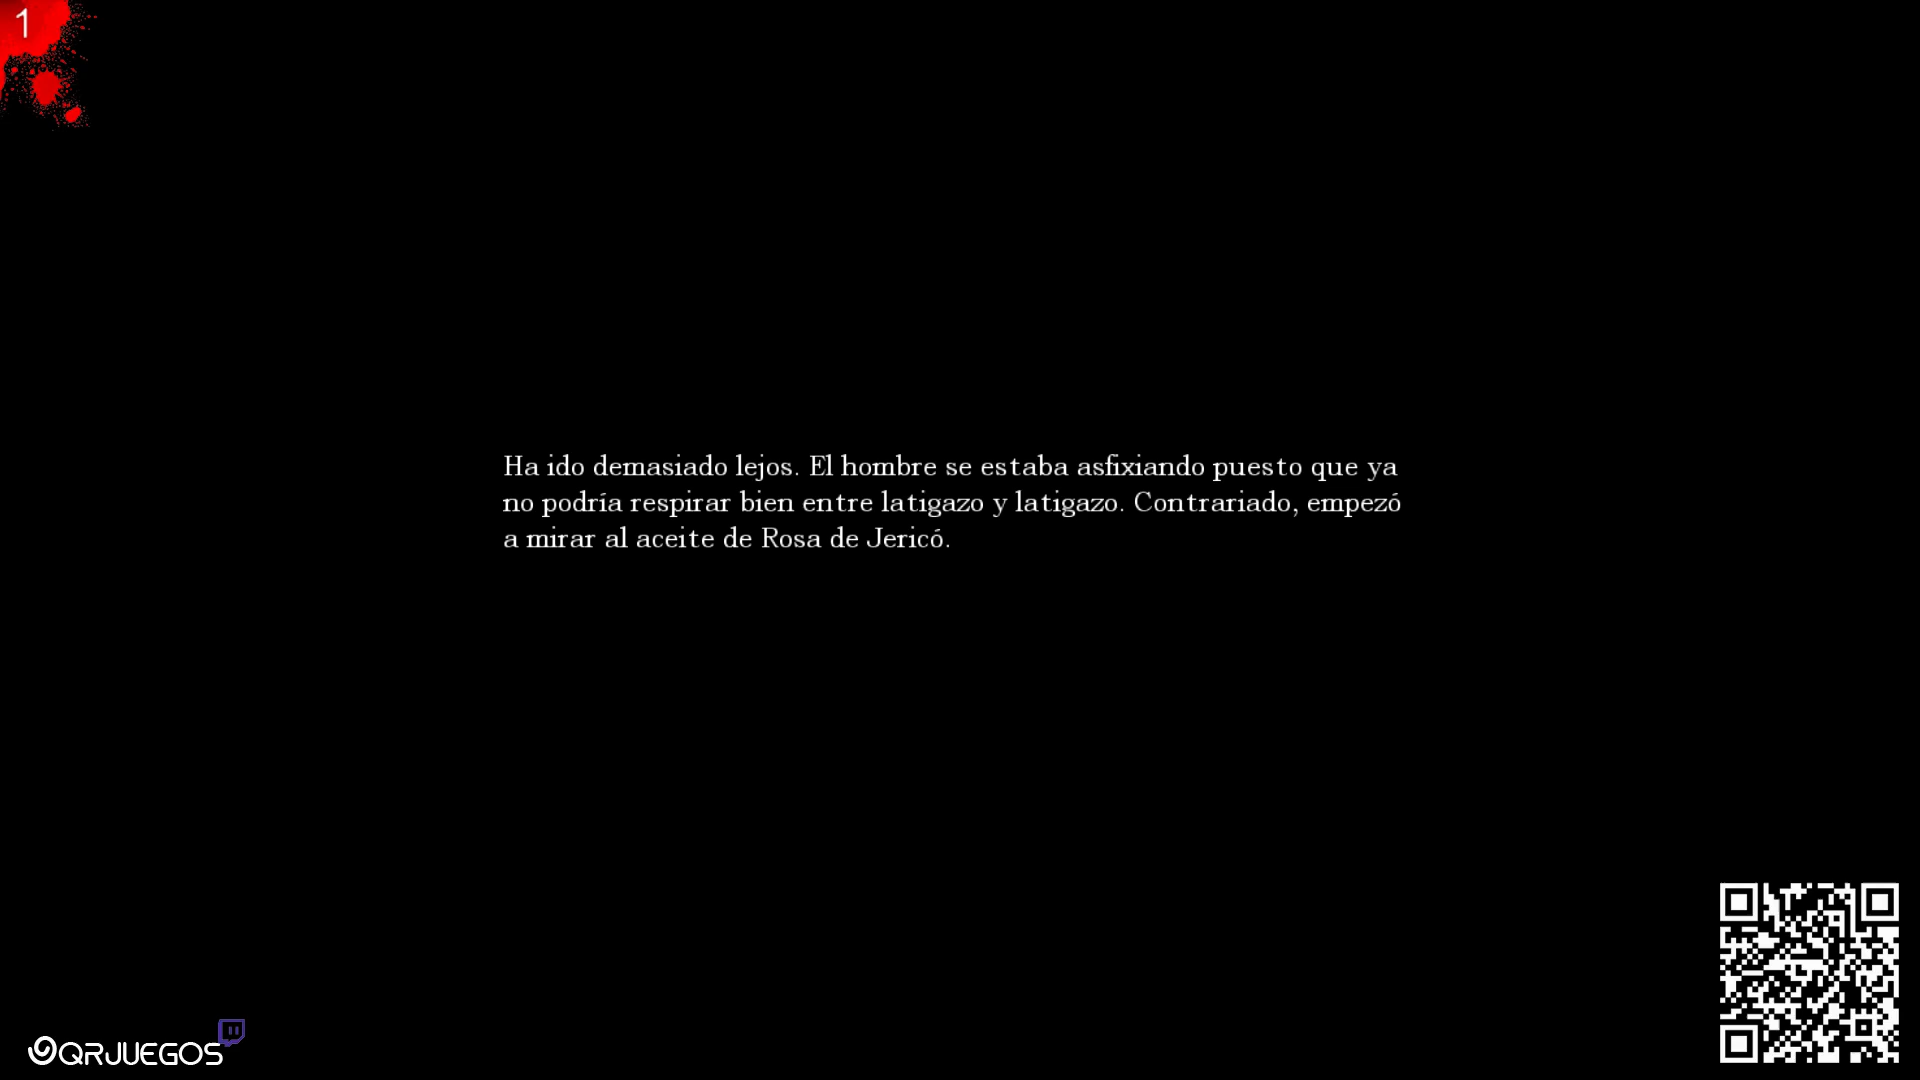 1
Ha ido demasiado lejos. El hombre se estaba asfixiando puesto que ya
no podría respirar bien entre latigazo y latigazo. Contrariado, empezó
a mirar al aceite de Rosa de Jericó.
QRJUEGOS